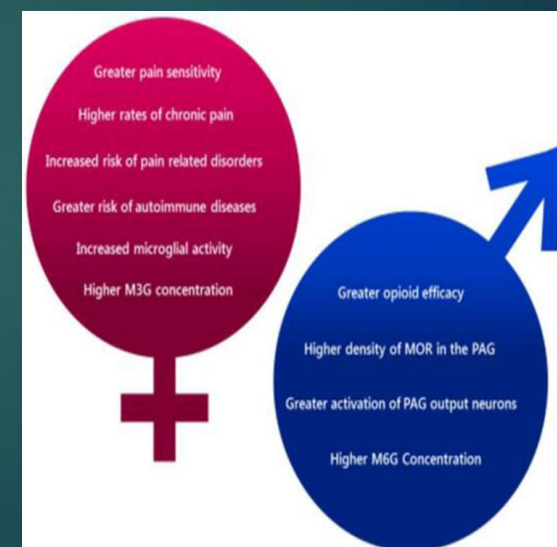 Greater pain sensitivity
Higher rates of chronic pain
Increased risk of pain related disorders
Greater risk of autoimmune diseases
Increased microglial activity
Higher M3G concentration
Greater opioid efficacy
Higher density of MOR in the PAG
Greater activation of PAG output neurons
Higher M6G Concentration